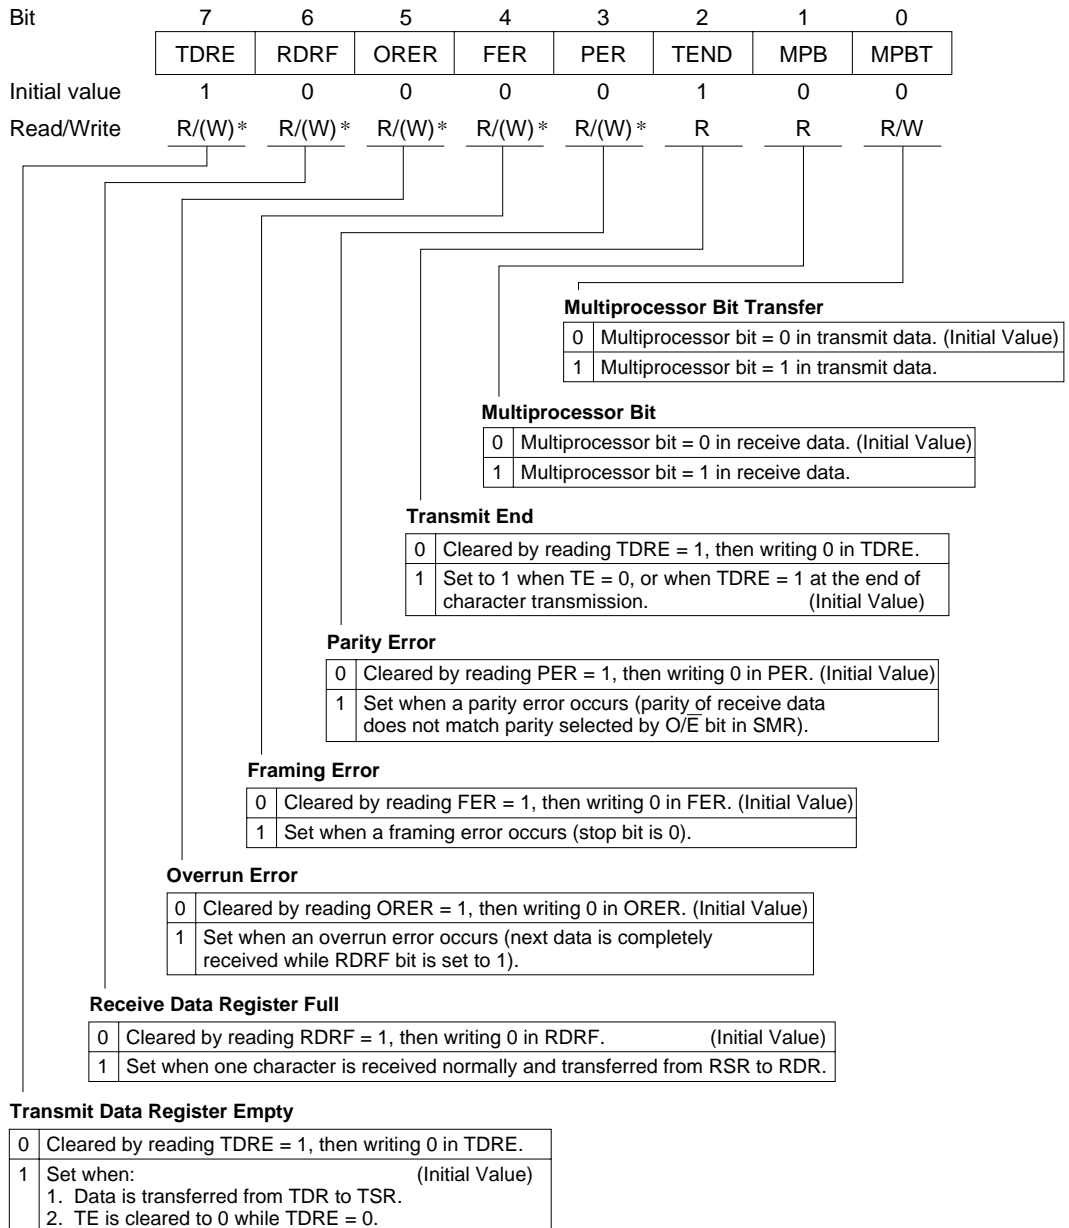 Bit 7 6 5 4 3 2 1 0
TDRE RDRF ORER FER PER TEND MPB MPBT
Initial value 1 0 0 0 0 1 0 0
Read/Write R/(W)* R/(W)* R/(W)* R/(W)* R/(W)* R R R/W
Multiprocessor Bit Transfer
0 Multiprocessor bit = 0 in transmit data. (Initial Value)
1 Multiprocessor bit = 1 in transmit data.
Multiprocessor Bit
0 Multiprocessor bit = 0 in receive data. (Initial Value)
1 Multiprocessor bit = 1 in receive data.
Transmit End
0 Cleared by reading TDRE = 1, then writing 0 in TDRE.
1 Set to 1 when TE = 0, or when TDRE = 1 at the end of
character transmission. (Initial Value)
Parity Error
0 Cleared by reading PER = 1, then writing 0 in PER. (Initial Value)
1 Set when a parity error occurs (parity of receive data
does not match parity selected by O/E̅ bit in SMR).
Framing Error
0 Cleared by reading FER = 1, then writing 0 in FER. (Initial Value)
1 Set when a framing error occurs (stop bit is 0).
Overrun Error
0 Cleared by reading ORER = 1, then writing 0 in ORER. (Initial Value)
1 Set when an overrun error occurs (next data is completely
received while RDRF bit is set to 1).
Receive Data Register Full
0 Cleared by reading RDRF = 1, then writing 0 in RDRF. (Initial Value)
1 Set when one character is received normally and transferred from RSR to RDR.
Transmit Data Register Empty
0 Cleared by reading TDRE = 1, then writing 0 in TDRE.
1 Set when: (Initial Value)
1. Data is transferred from TDR to TSR.
2. TE is cleared to 0 while TDRE = 0.